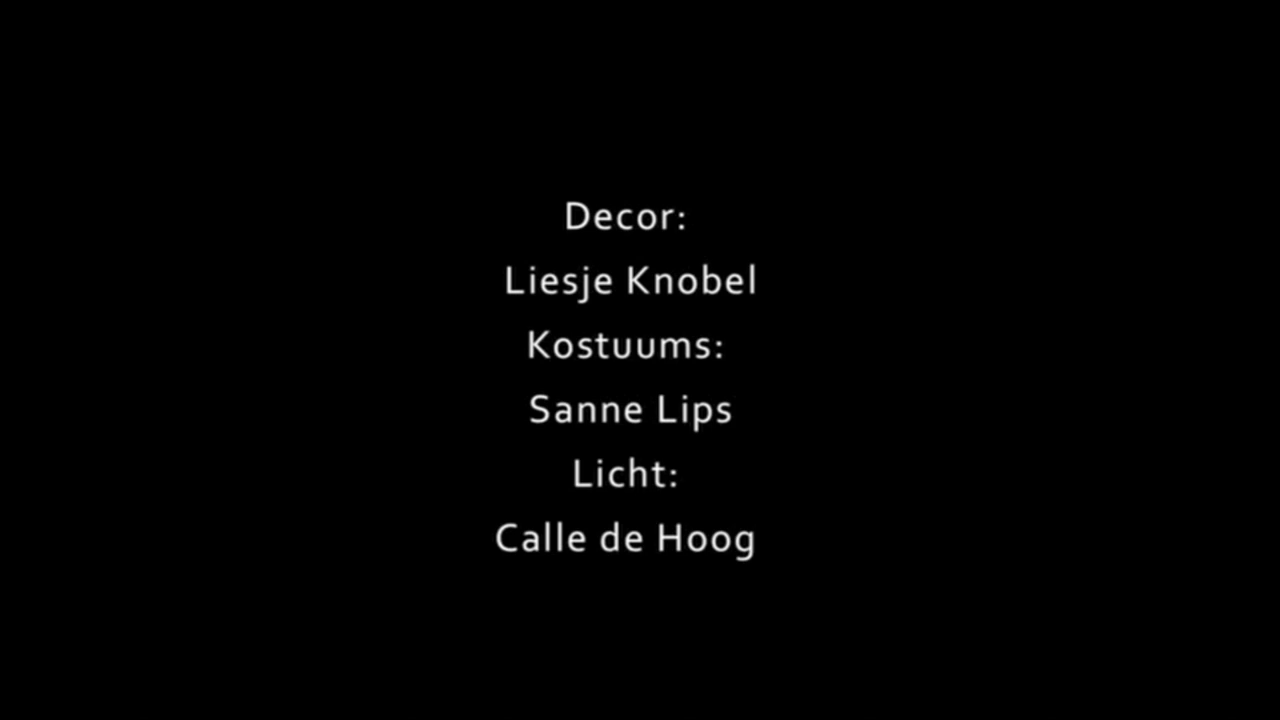 Decor:
Liesje Knobel
Kostuums:
Sanne Lips
Licht:
Calle de Hoog